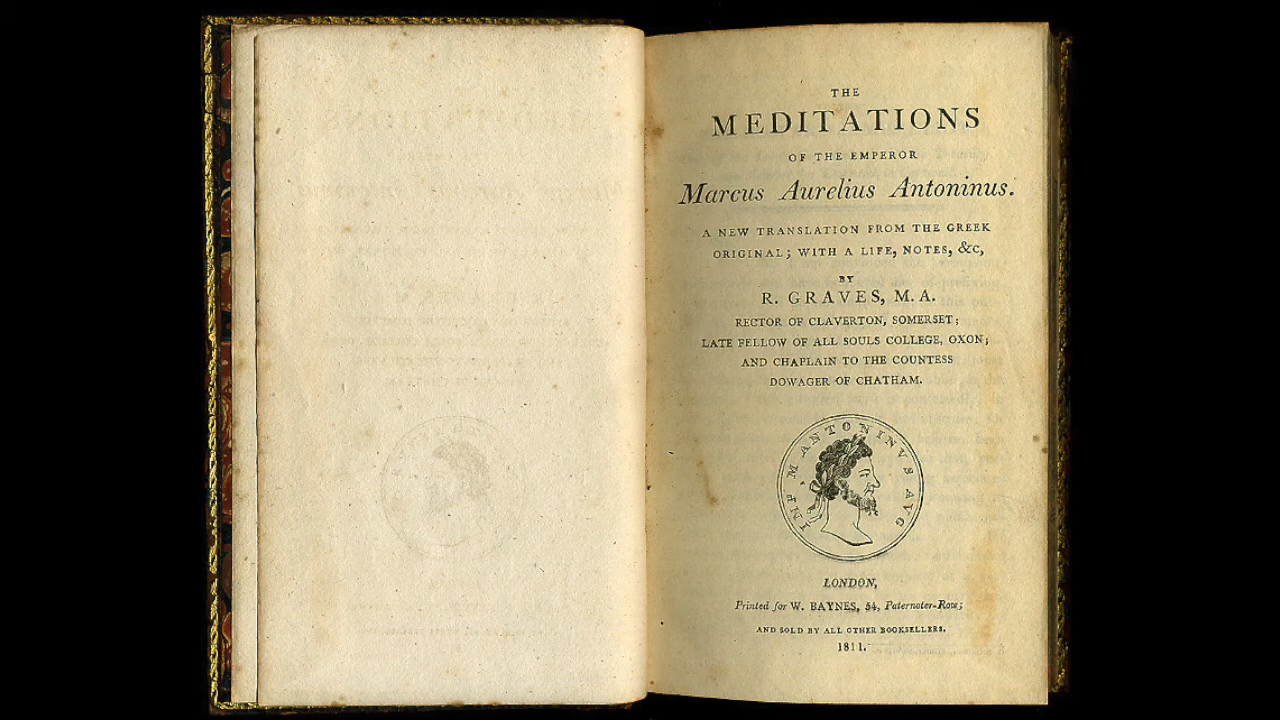 THE
MEDITATIONS
OF THE EMPEROR
Marcus Aurelius Antoninus.
A NEW TRANSLATION FROM THE GREEK
ORIGINAL; WITH A LIFE, NOTES, &c,
BY
R. GRAVES, M. A.
RECTOR OF CLAVERTON, SOMERSET;
LATE FELLOW OF ALL SOULS COLLEGE, OXON;
AND CHAPLAIN TO THE COUNTESS
DOWAGER OF CHATHAM.
IMP M ANTONINVS AVG
LONDON,
Printed for W. BAYNES, 54, Paternoter-Row;
AND SOLD BY ALL OTHER BOOKSELLERS.
1811.